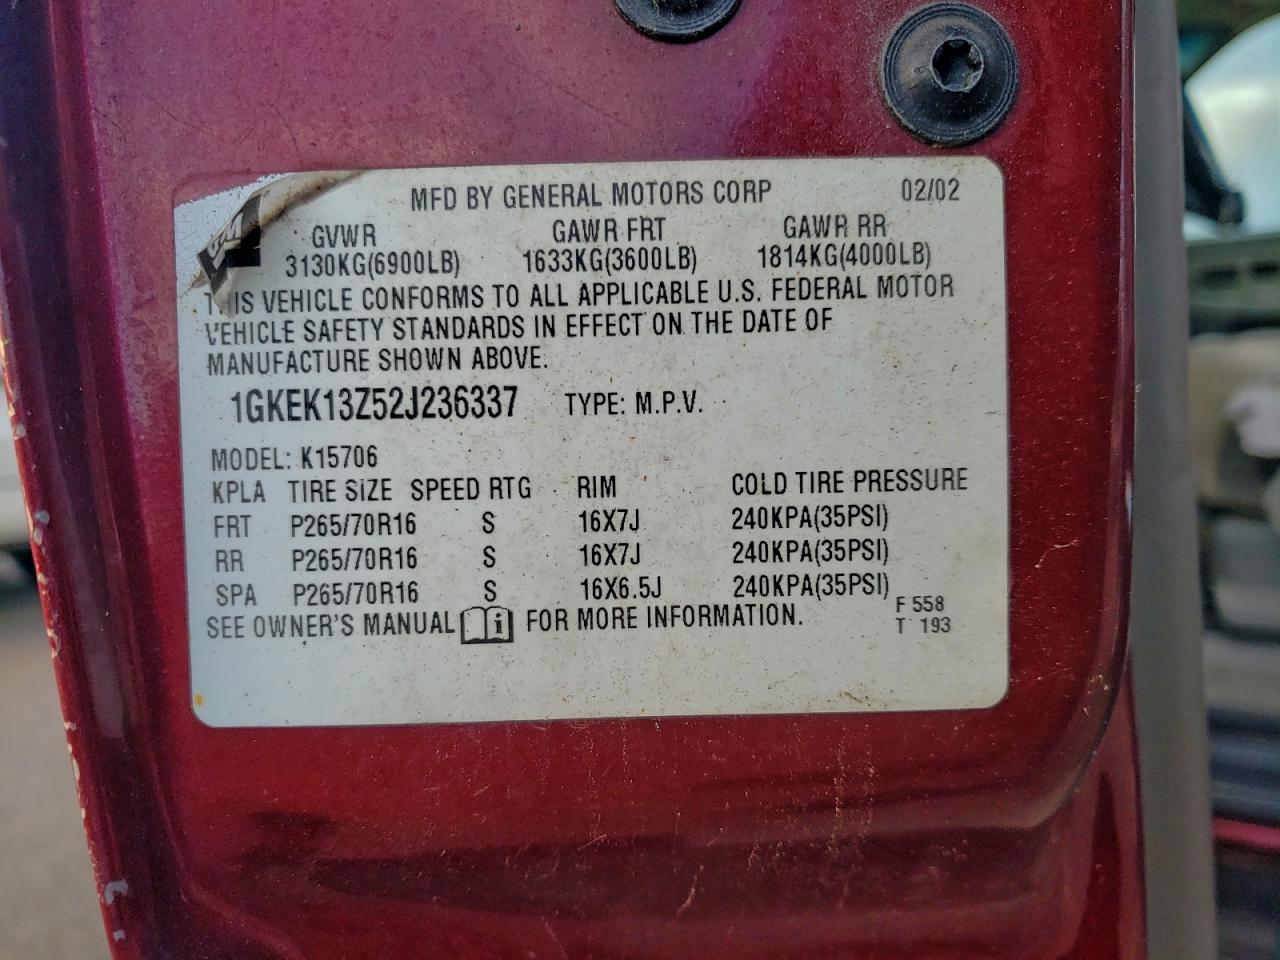 MFD BY GENERAL MOTORS CORP 02/02
GVWR GAWR FRT GAWR RR
3130KG(6900LB) 1633KG(3600LB) 1814KG(4000LB)
THIS VEHICLE CONFORMS TO ALL APPLICABLE U.S. FEDERAL MOTOR
VEHICLE SAFETY STANDARDS IN EFFECT ON THE DATE OF
MANUFACTURE SHOWN ABOVE.
1GKEK13Z52J236337 TYPE: M.P.V.
MODEL: K15706
KPLA TIRE SIZE SPEED RTG RIM COLD TIRE PRESSURE
FRT P265/70R16 S 16X7J 240KPA(35PSI)
RR P265/70R16 S 16X7J 240KPA(35PSI)
SPA P265/70R16 S 16X6.5J 240KPA(35PSI)
SEE OWNER'S MANUAL i FOR MORE INFORMATION.
F 558
T 193